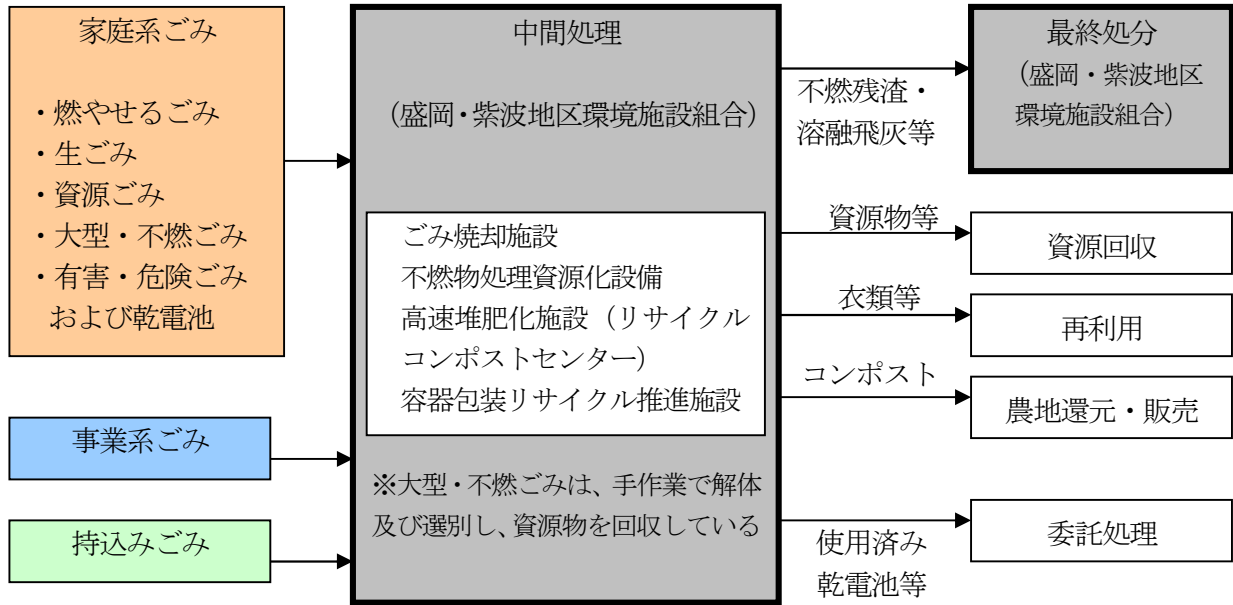 家庭系ごみ
・燃やせるごみ
・生ごみ
・資源ごみ
・大型・不燃ごみ
・有害・危険ごみ
および乾電池
事業系ごみ
持込みごみ
中間処理
(盛岡・紫波地区環境施設組合)
ごみ焼却施設
不燃物処理資源化設備
高速堆肥化施設（リサイクル
コンポストセンター）
容器包装リサイクル推進施設
※大型・不燃ごみは、手作業で解体
及び選別し、資源物を回収している
不燃残渣・
溶融飛灰等
資源物等
衣類等
コンポスト
使用済み
乾電池等
最終処分
（盛岡・紫波地区
環境施設組合）
資源回収
再利用
農地還元・販売
委託処理